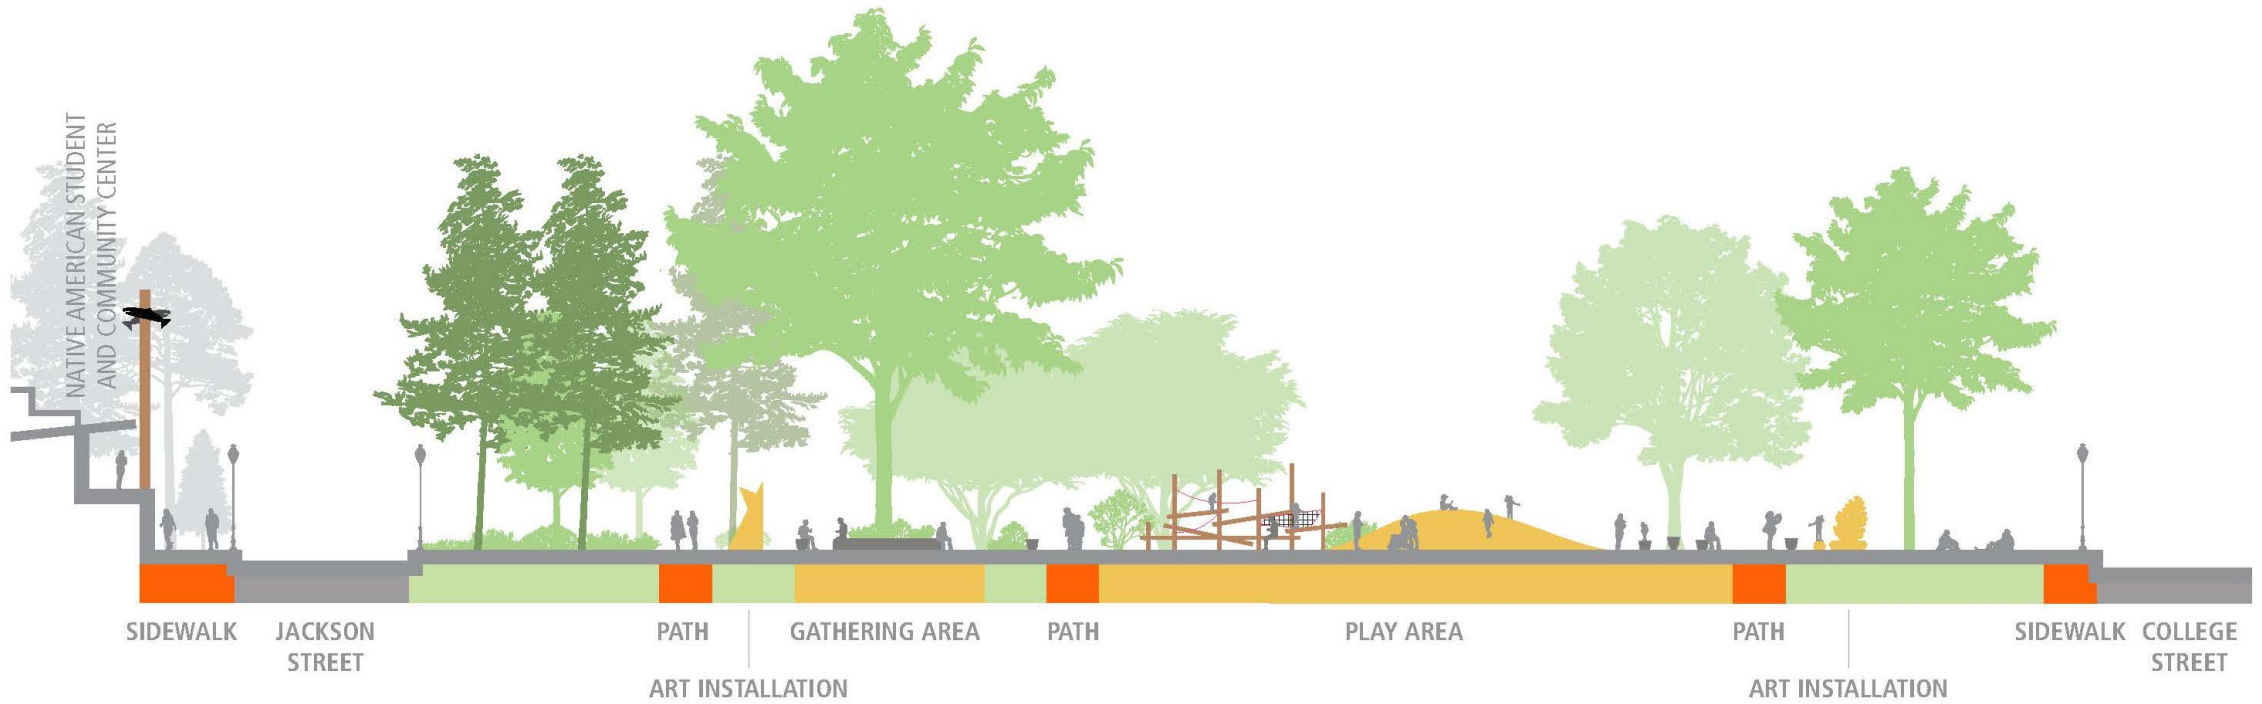 NATIVE AMERICAN STUDENT
AND COMMUNITY CENTER
SIDEWALK
JACKSON
STREET
PATH
ART INSTALLATION
GATHERING AREA
PATH
PLAY AREA
PATH
ART INSTALLATION
SIDEWALK
COLLEGE
STREET